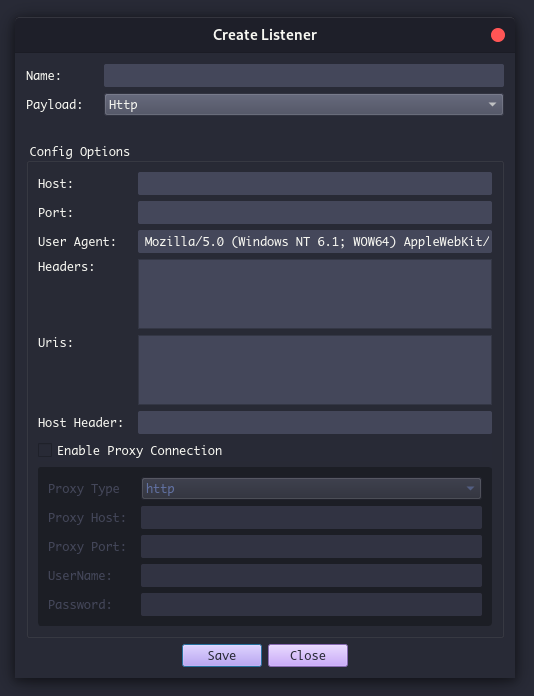 Create Listener
Name:
Payload: Http
Config Options
Host:
Port:
User Agent: Mozilla/5.0 (Windows NT 6.1; WOW64) AppleWebKit/
Headers:
Uris:
Host Header:
Enable Proxy Connection
Proxy Type http
Proxy Host:
Proxy Port:
UserName:
Password:
Save Close